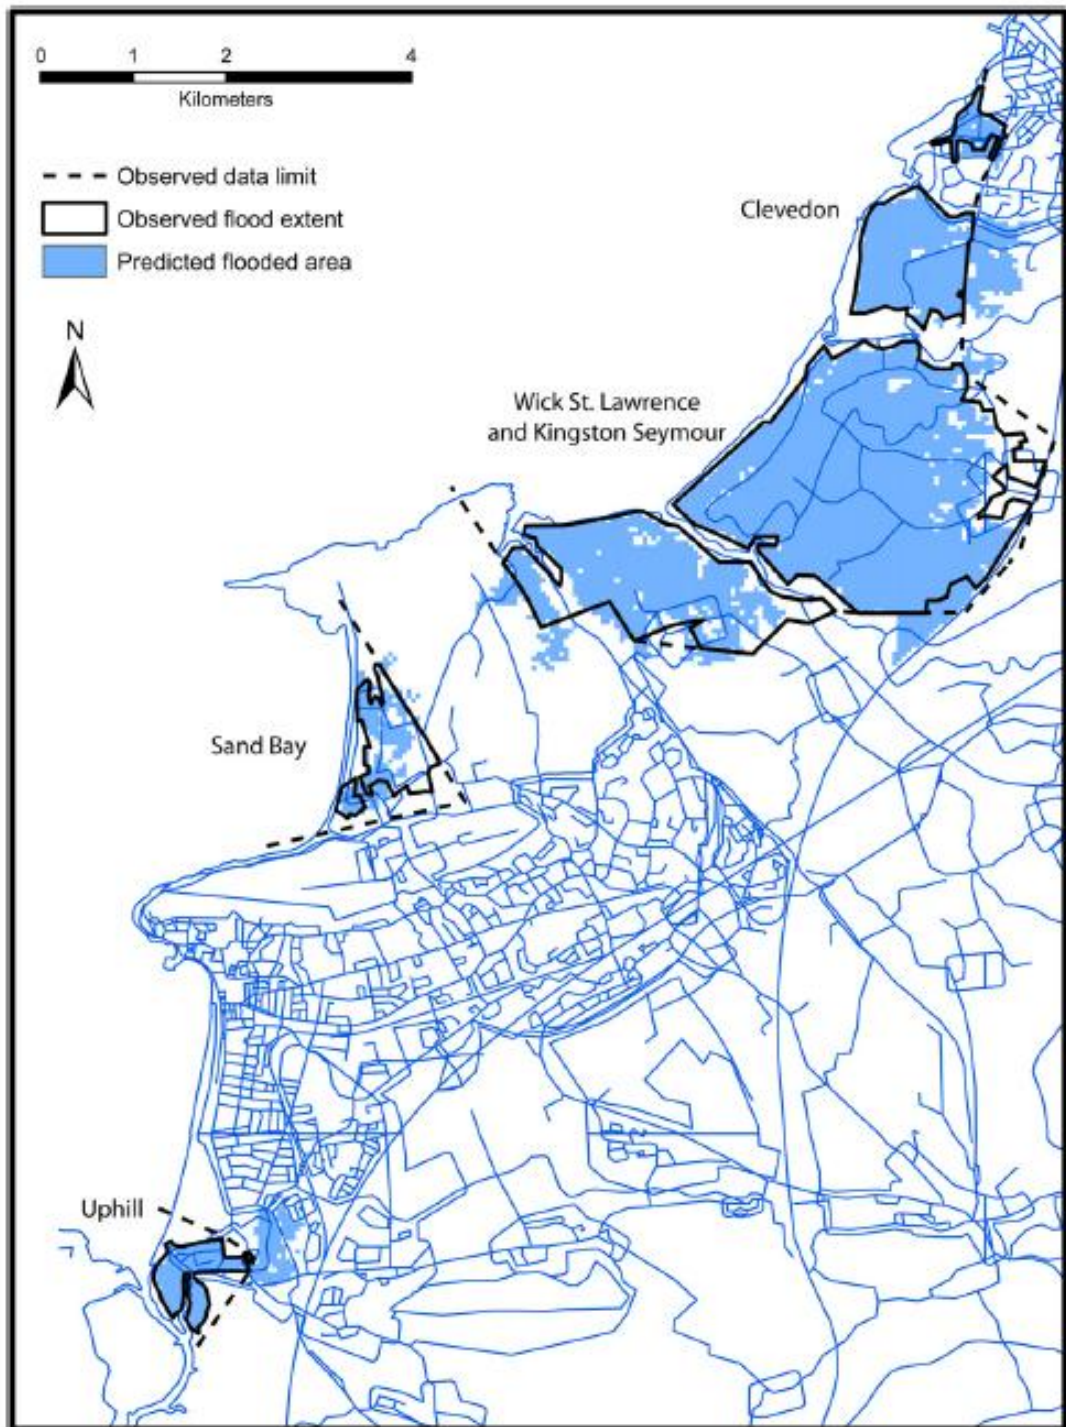 0 1 2 4
Kilometers
Observed data limit
Observed flood extent
Predicted flooded area
N
Clevedon
Wick St. Lawrence
and Kingston Seymour
Sand Bay
Uphill